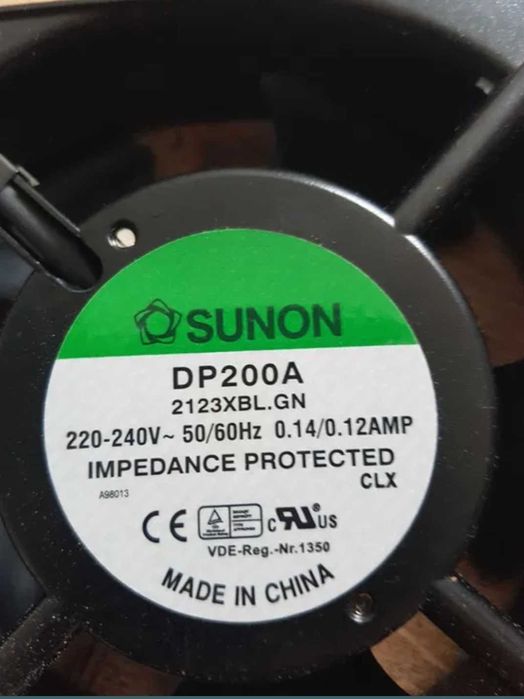 SUNON
DP200A
2123XBL.GN
220-240V~ 50/60Hz 0.14/0.12AMP
IMPEDANCE PROTECTED
CLX
A98013
CE c RU® US
VDE-Reg.-Nr.1350
MADE IN CHINA